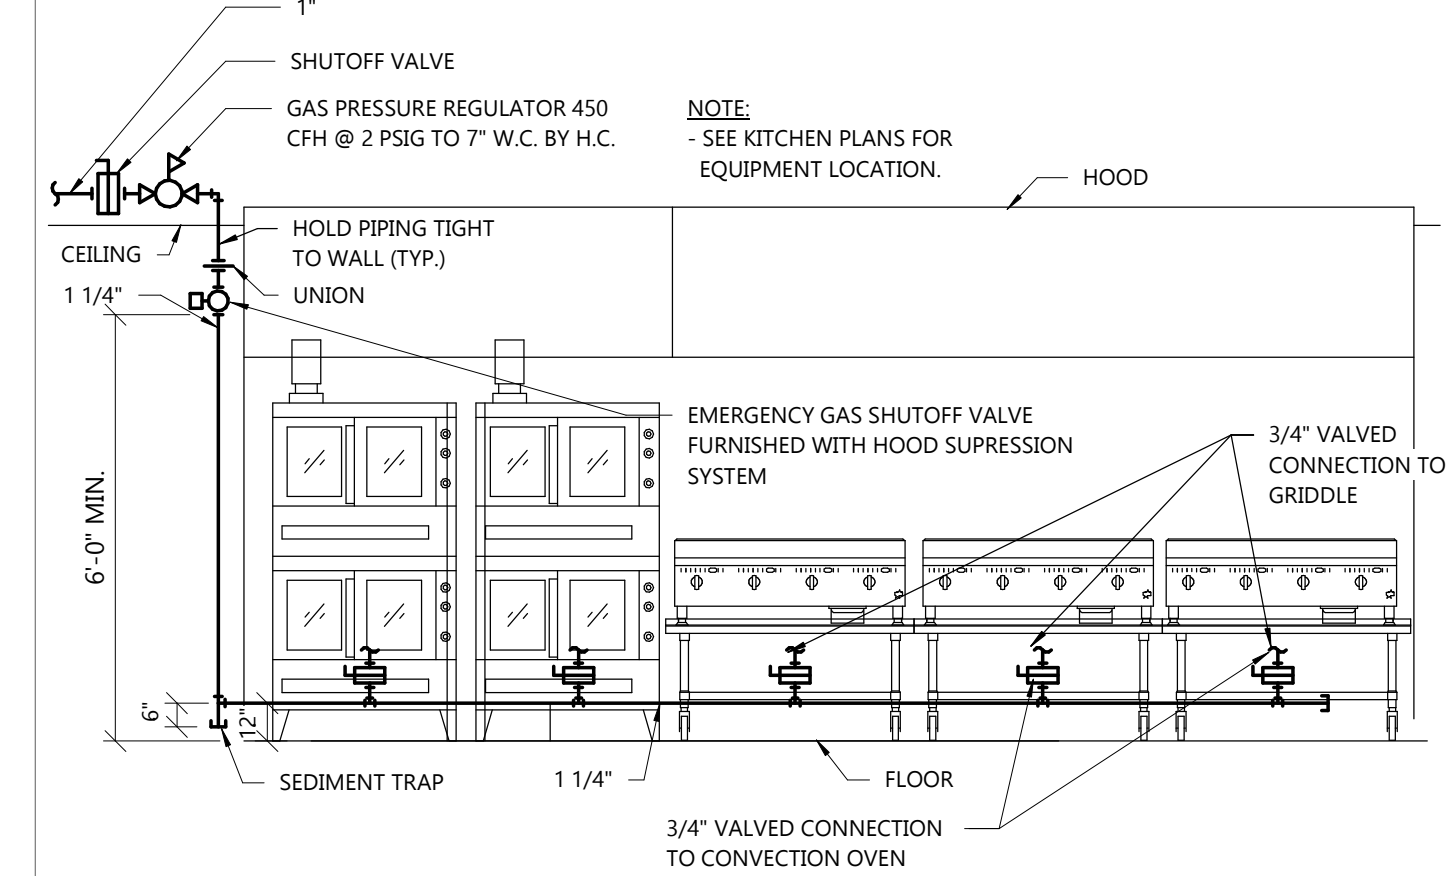 1"
SHUTOFF VALVE
GAS PRESSURE REGULATOR 450
CFH @ 2 PSIG TO 7" W.C. BY H.C.
NOTE:
- SEE KITCHEN PLANS FOR
EQUIPMENT LOCATION.
HOOD
CEILING
HOLD PIPING TIGHT
TO WALL (TYP.)
1 1/4"
UNION
EMERGENCY GAS SHUTOFF VALVE
FURNISHED WITH HOOD SUPRESSION
SYSTEM
3/4" VALVED
CONNECTION TO
GRIDDLE
6'-0" MIN.
6"
12"
SEDIMENT TRAP
1 1/4"
FLOOR
3/4" VALVED CONNECTION
TO CONVECTION OVEN